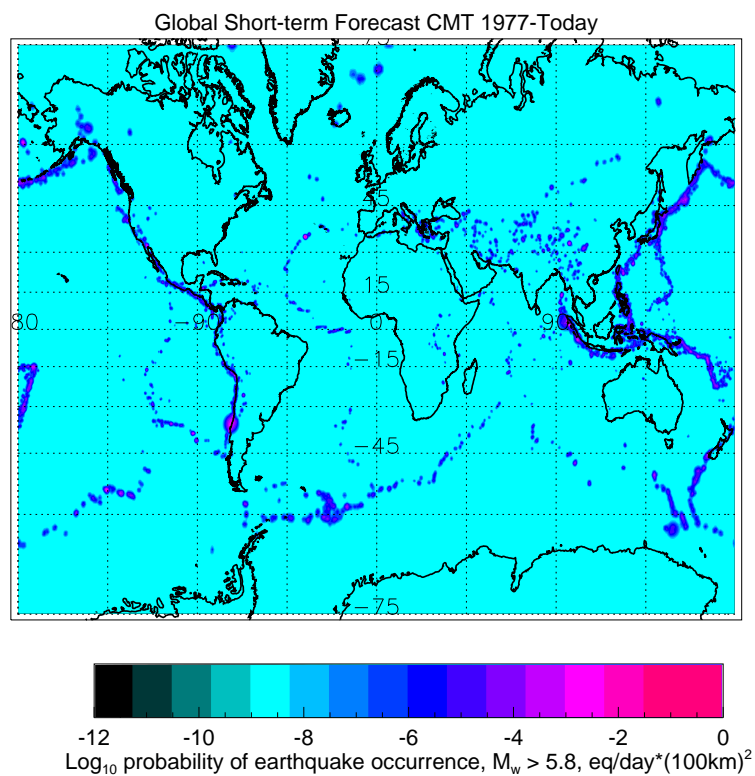 Global Short-term Forecast CMT 1977-Today
75
45
15
80 -90 0 90
-15
-45
-75
-12 -10 -8 -6 -4 -2 0
Log10 probability of earthquake occurrence, Mw > 5.8, eq/day*(100km)2